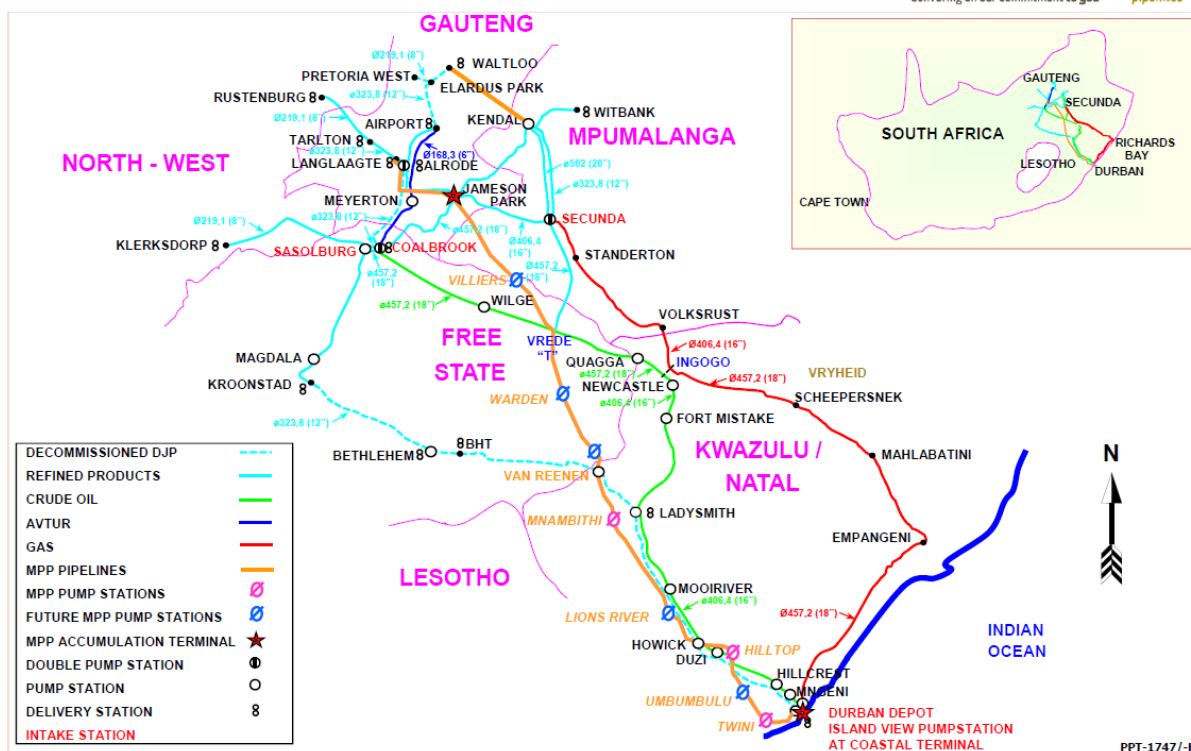 pipelines
GAUTENG
Ø219,1 (8")
WALTLOO
PRETORIA WEST
ELARDUS PARK
RUSTENBURG
ø323,8 (12")
WITBANK
Ø219,1 (8")
AIRPORT
KENDAL
MPUMALANGA
TARLTON
ø323,8 (12")
Ø168,3 (6")
NORTH - WEST
LANGLAAGTE
ALRODE
ø502 (20")
ø323,8 (12")
JAMESON
PARK
MEYERTON
Ø219,1 (8")
ø323,8 (12")
ø457,2 (18")
SECUNDA
KLERKSDORP
SASOLBURG
COALBROOK
Ø406,4
(16")
STANDERTON
ø457,2
(18")
VILLIERS
Ø457,2
(18")
ø457,2 (18")
WILGE
VOLKSRUST
FREE
STATE
VREDE
“T”
Ø406,4 (16")
MAGDALA
QUAGGA
INGOGO
ø457,2 (18")
Ø457,2 (18")
VRYHEID
KROONSTAD
NEWCASTLE
WARDEN
ø406,4 (16")
SCHEEPERSNEK
ø323,8 (12")
FORT MISTAKE
KWAZULU /
NATAL
MAHLABATINI
BETHLEHEM
BHT
VAN REENEN
N
MNAMBITHI
LADYSMITH
EMPANGENI
LESOTHO
MOOIRIVER
ø406,4 (16")
Ø457,2 (18")
LIONS RIVER
INDIAN
OCEAN
HOWICK
DUZI
HILLTOP
HILLCREST
UMBUMBULU
MNGENI
TWINI
DURBAN DEPOT
ISLAND VIEW PUMPSTATION
AT COASTAL TERMINAL
PPT-1747/-
DECOMMISSIONED DJP
REFINED PRODUCTS
CRUDE OIL
AVTUR
GAS
MPP PIPELINES
MPP PUMP STATIONS
FUTURE MPP PUMP STATIONS
MPP ACCUMULATION TERMINAL
DOUBLE PUMP STATION
PUMP STATION
DELIVERY STATION
INTAKE STATION
GAUTENG
SECUNDA
SOUTH AFRICA
RICHARDS
BAY
LESOTHO
DURBAN
CAPE TOWN